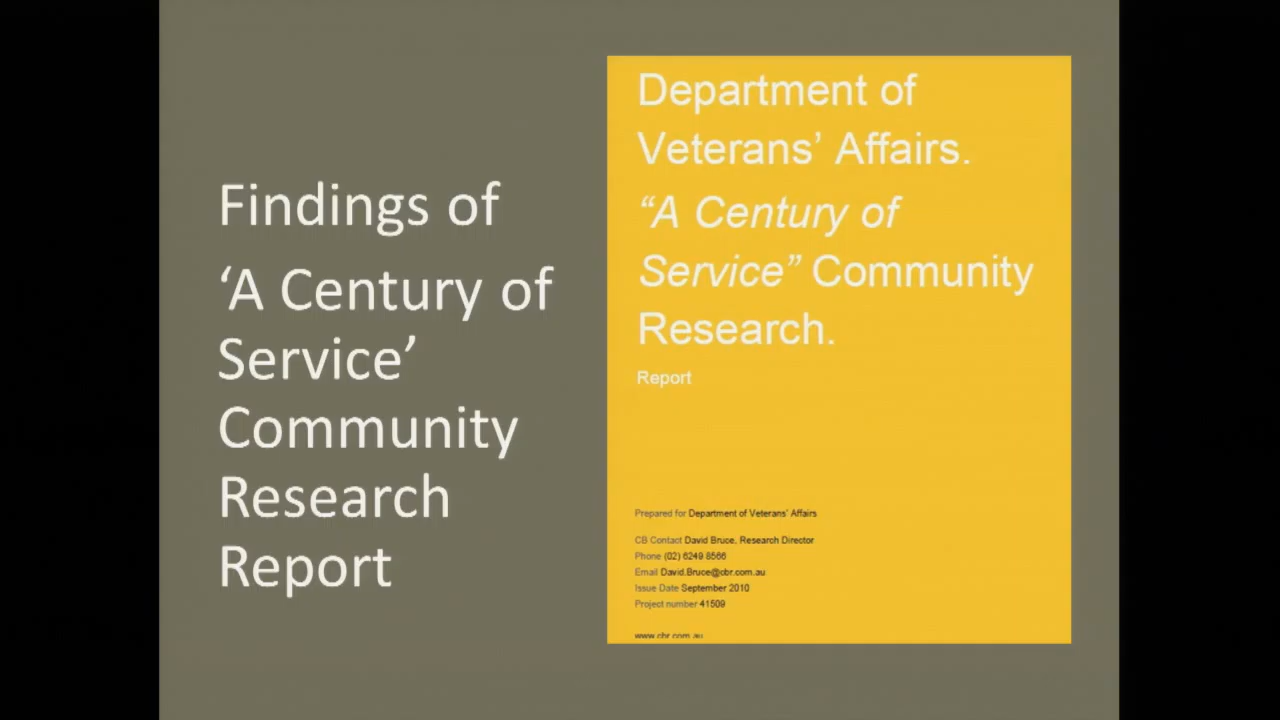 Findings of
‘A Century of
Service’
Community
Research
Report
Department of
Veterans’ Affairs.
“A Century of
Service” Community
Research.
Report
Prepared for Department of Veterans’ Affairs
CB Contact David Bruce, Research Director
Phone (02) 6249 8566
Email David.Bruce@cbr.com.au
Issue Date September 2010
Project number 41509
www.cbr.com.au